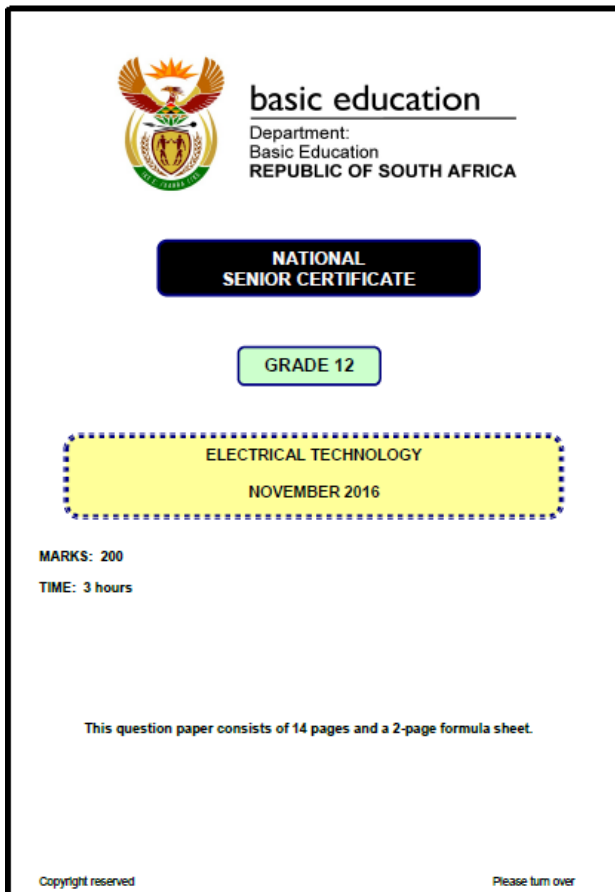 basic education
Department:
Basic Education
REPUBLIC OF SOUTH AFRICA
NATIONAL
SENIOR CERTIFICATE
GRADE 12
ELECTRICAL TECHNOLOGY
NOVEMBER 2016
MARKS: 200
TIME: 3 hours
This question paper consists of 14 pages and a 2-page formula sheet.
Copyright reserved
Please turn over